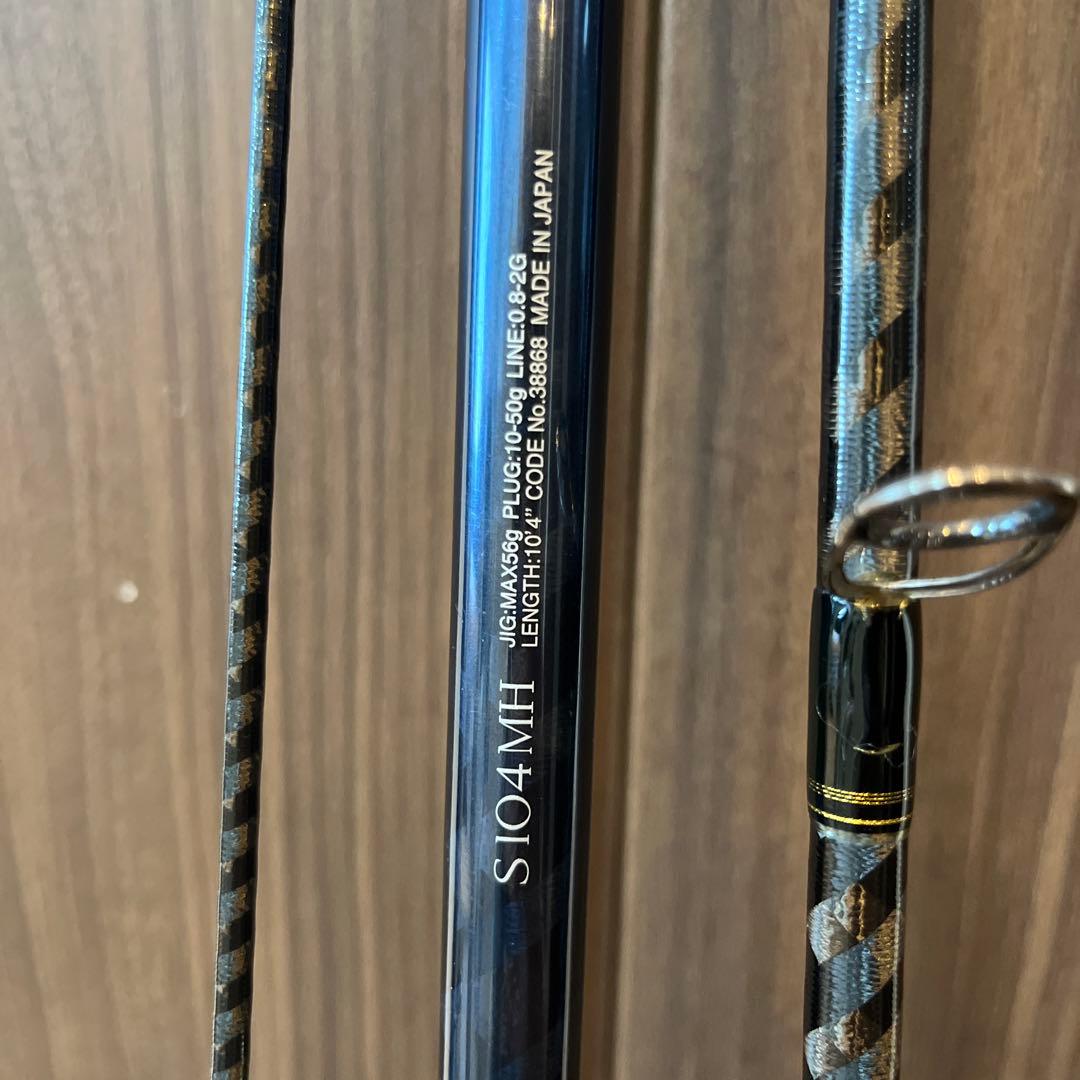 S104MH
JIG:MAX56g PLUG:10-50g LINE:0.8-2G
LENGTH:10'4" CODE No.38868 MADE IN JAPAN